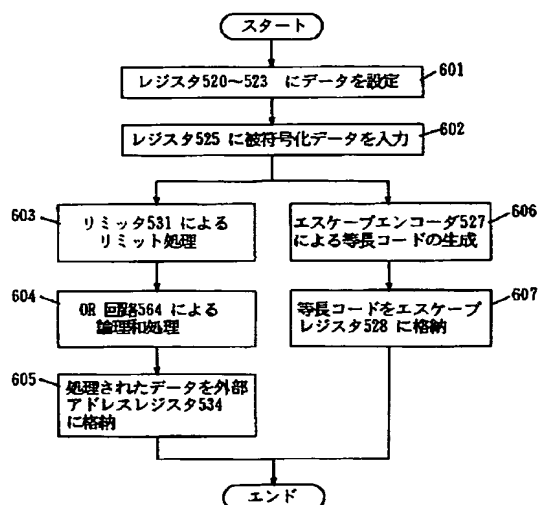 スタート
レジスタ520～523 にデータを設定
601
レジスタ525 に被符号化データを入力
602
603
リミッタ531 による
リミット処理
エスケープエンコーダ527
による等長コードの生成
606
604
OR 回路564 による
論理和処理
等長コードをエスケープ
レジスタ528 に格納
607
605
処理されたデータを外部
アドレスレジスタ534
に格納
エンド